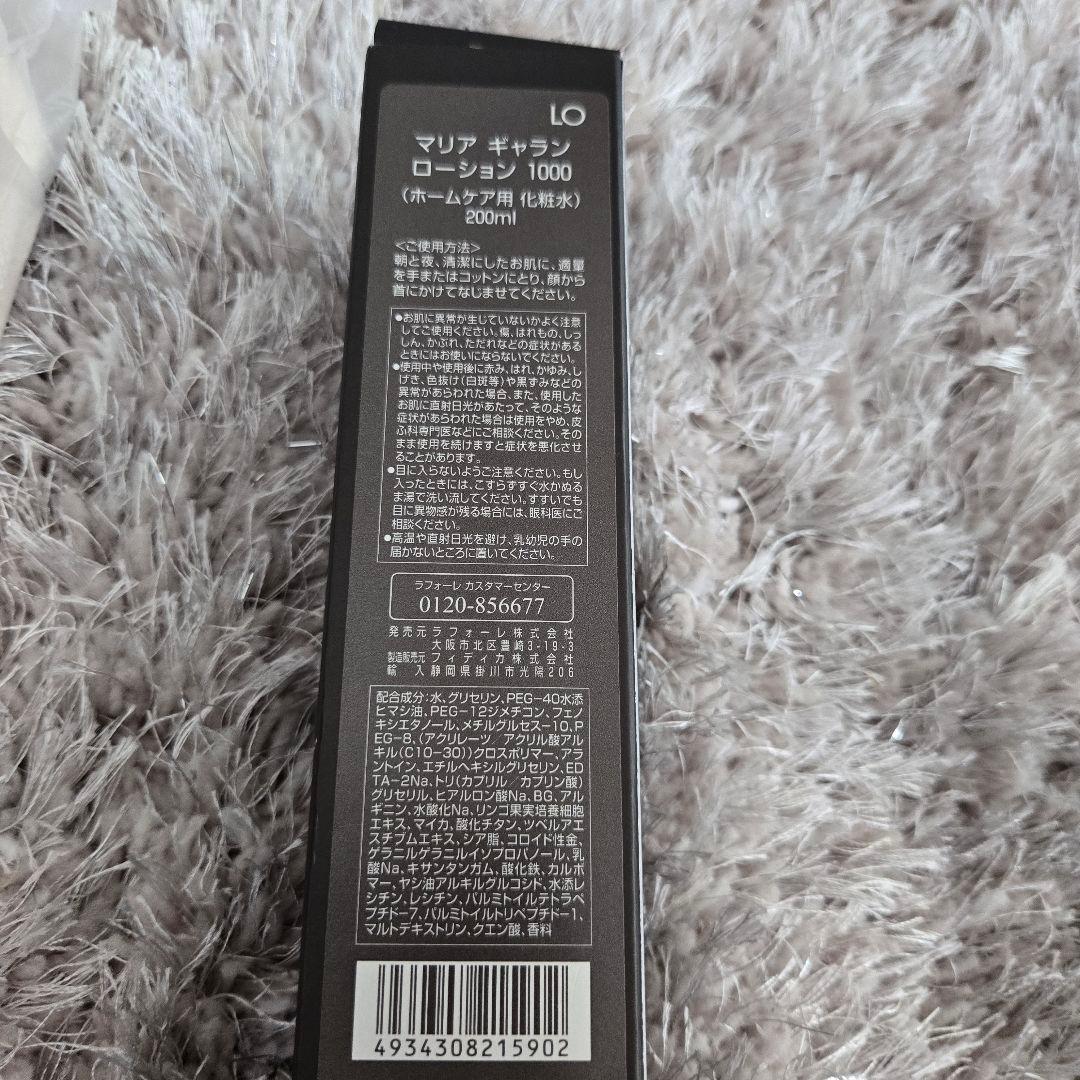 LO
マリア ギャラン
ローション 1000
(ホームケア用 化粧水)
200ml
<ご使用方法>
朝と夜、清潔にしたお肌に、適量
を手またはコットンにとり、顔から
首にかけてなじませてください。
●お肌に異常が生じていないかよく注意
してご使用ください。傷、はれもの、しっ
しん、かぶれ、ただれなどの症状がある
ときにはお使いにならないでください。
●使用中や使用後に赤み、はれ、かゆみ、し
げき、色抜け(白斑等)や黒ずみなどの
異常があらわれた場合、また、使用した
お肌に直射日光があたって、そのような
症状があらわれた場合は使用をやめ、皮
ふ科専門医などにご相談ください。その
まま使用を続けますと症状を悪化させ
ることがあります。
●目に入らないようご注意ください。もし
入ったときには、こすらずすぐ水かぬる
ま湯で洗い流してください。すすいでも
目に異物感が残る場合には、眼科医にご
相談ください。
●高温や直射日光を避け、乳幼児の手の
届かないところに置いてください。
ラフォーレ カスタマーセンター
0120-856677
発売元 ラフォーレ株式会社
大阪市北区豊崎3-19-3
製造販売元 フィティカ株式会社
輸入 静岡県掛川市光陽206
配合成分:水、グリセリン、PEG-40水添
ヒマシ油、PEG-12ジメチコン、フェノ
キシエタノール、メチルグルセス-10、P
EG-8、(アクリレーツ/アクリル酸アル
キル(C10-30))クロスポリマー、アラ
ントイン、エチルヘキシルグリセリン、ED
TA-2Na、トリ(カプリル/カプリン酸)
グリセリル、ヒアルロン酸Na、BG、アル
ギニン、水酸化Na、リンゴ果実培養細胞
エキス、マイカ、酸化チタン、ツベルアエ
スチブムエキス、シア脂、コロイド性金、
ゲラニルゲラニルイソプロパノール、乳
酸Na、キサンタンガム、酸化鉄、カルボ
マー、ヤシ油アルキルグルコシド、水添レ
シチン、レシチン、パルミトイルテトラペ
プチド-7、パルミトイルトリペプチド-1、
マルトデキストリン、クエン酸、香料
4934308215902